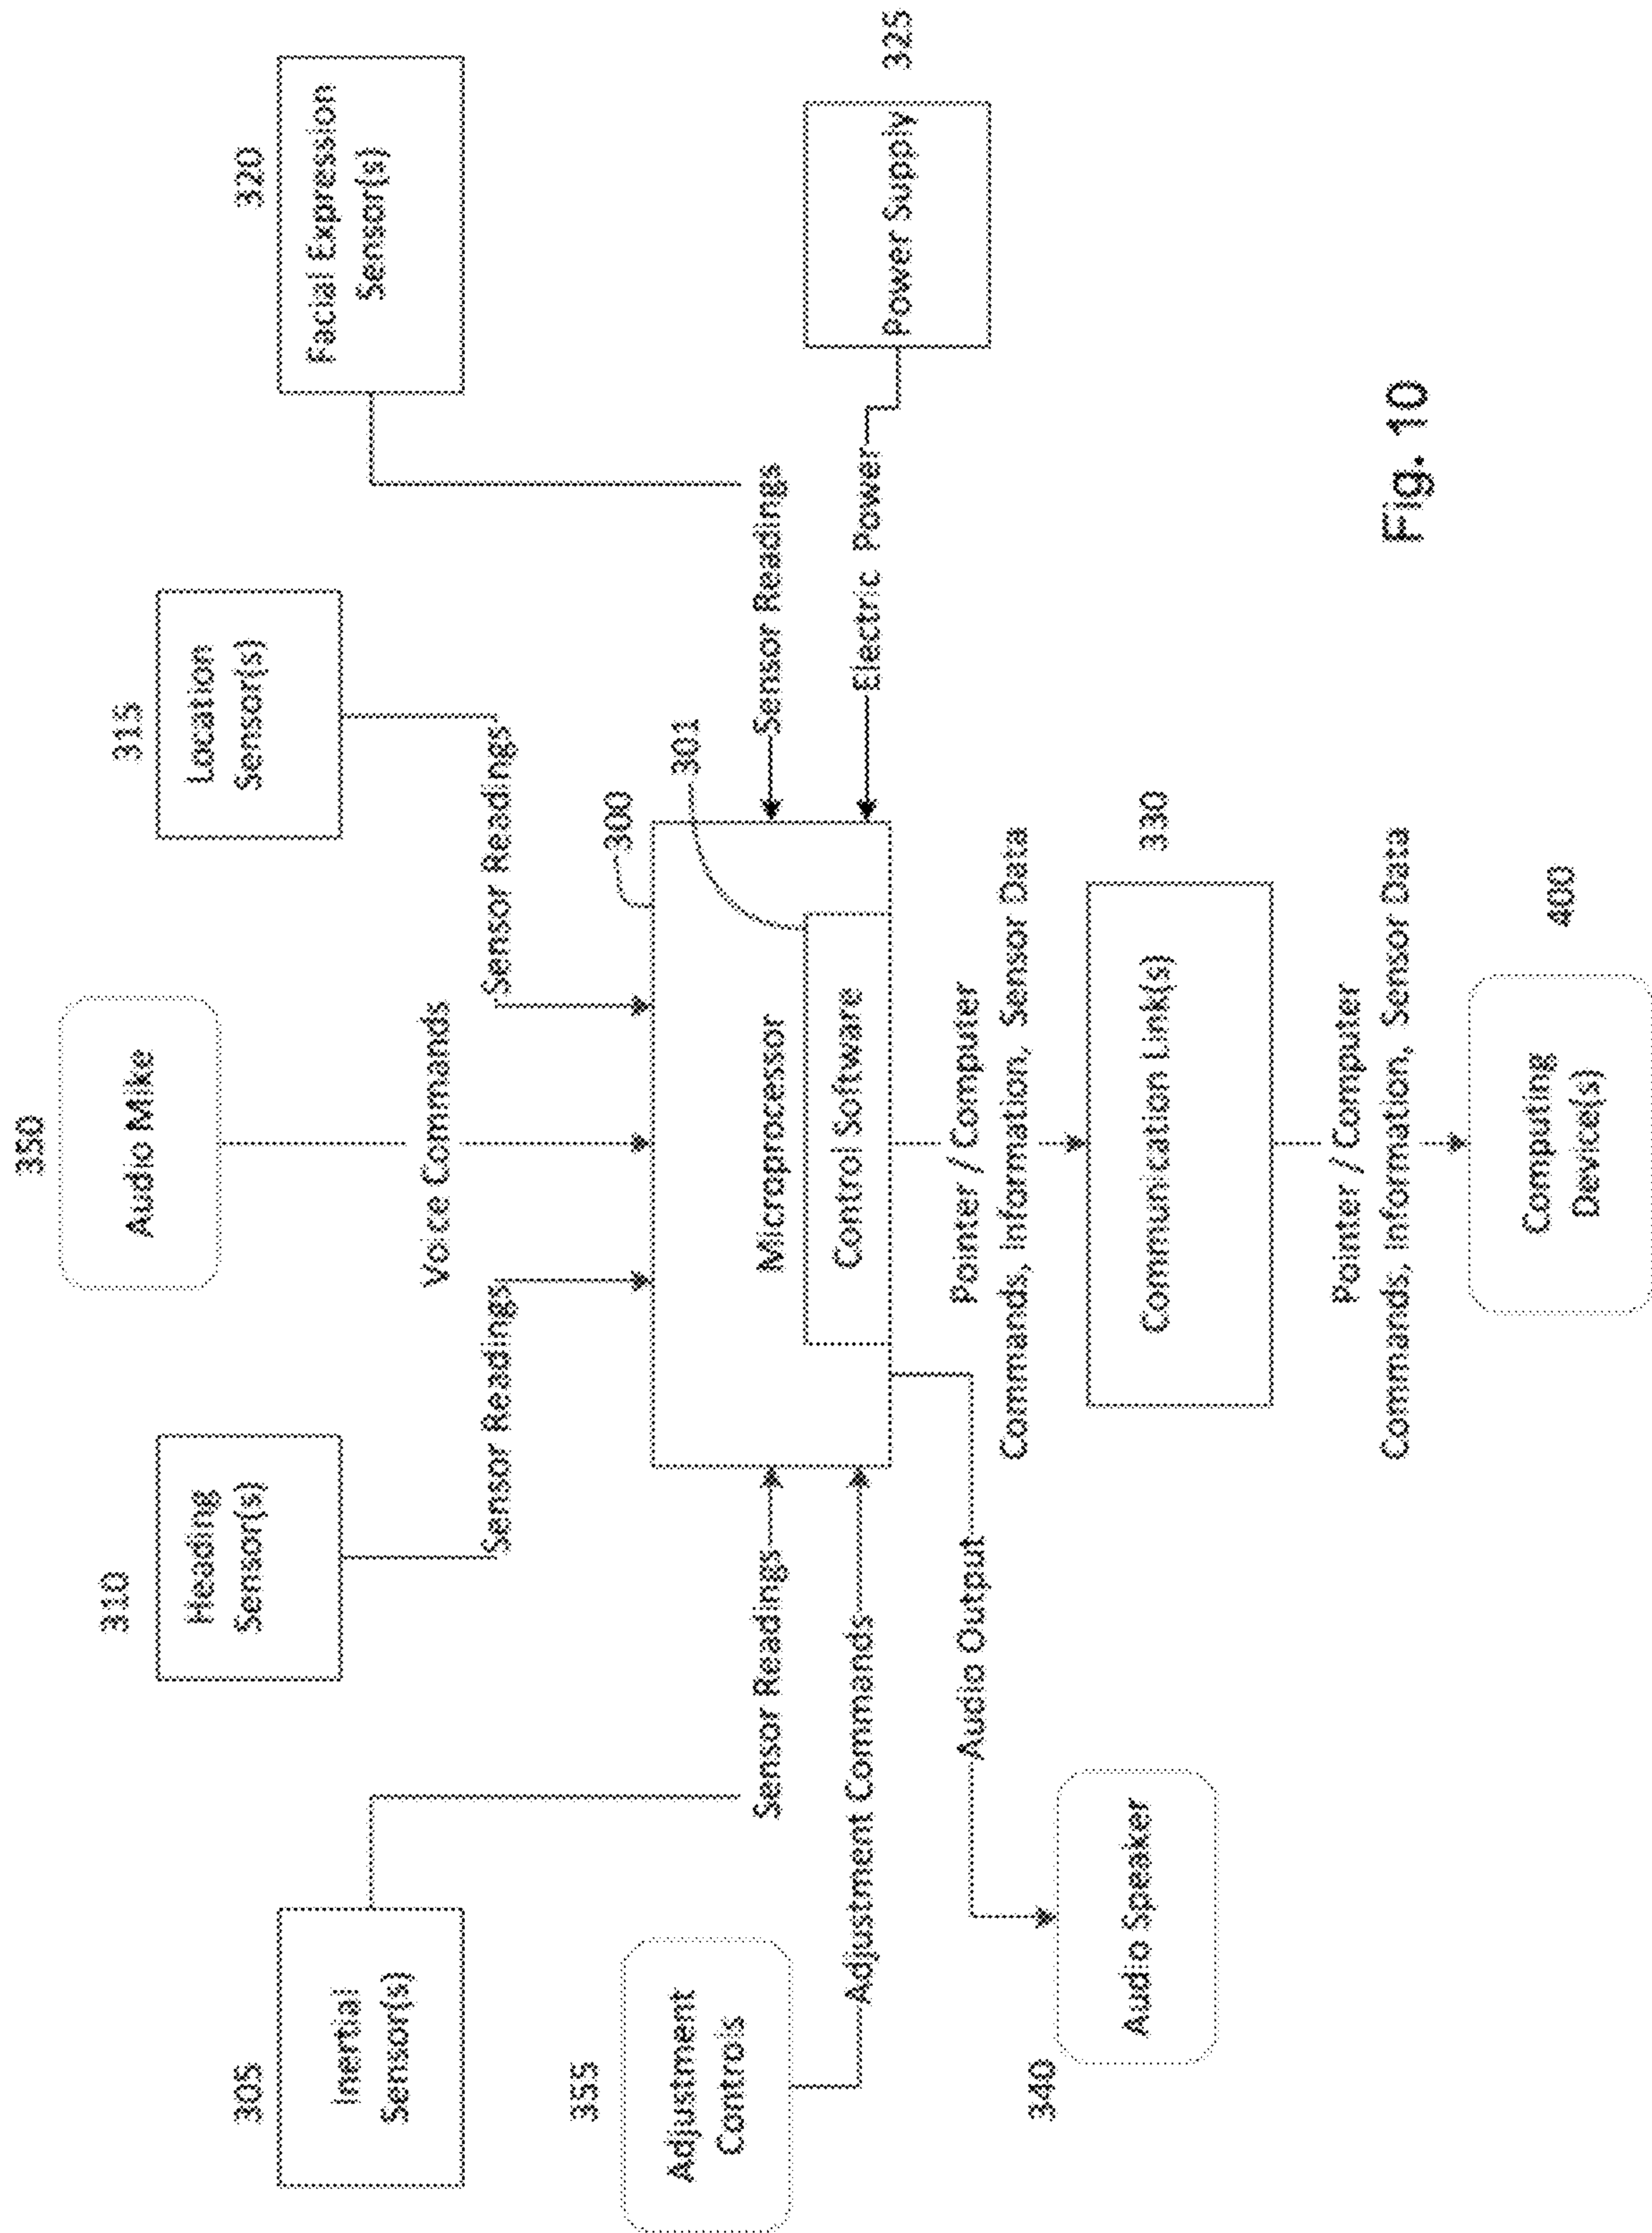 350
Audio Mike
310
315
Heading
Sensor(s)
Location
Sensor(s)
305
320
Inertial
Sensor(s)
Facial Expression
Sensor(s)
Voice Commands
Sensor Readings
Sensor Readings
355
Adjustment
Controls
300
301
Sensor Readings
Microprocessor
Sensor Readings
Adjustment Commands
Control Software
Electric Power
Power Supply
325
Audio Output
Pointer / Computer
Commands, Information, Sensor Data
340
Audio Speaker
Communication Link(s)
330
Pointer / Computer
Commands, Information, Sensor Data
Computing
Device(s)
400
Fig. 10